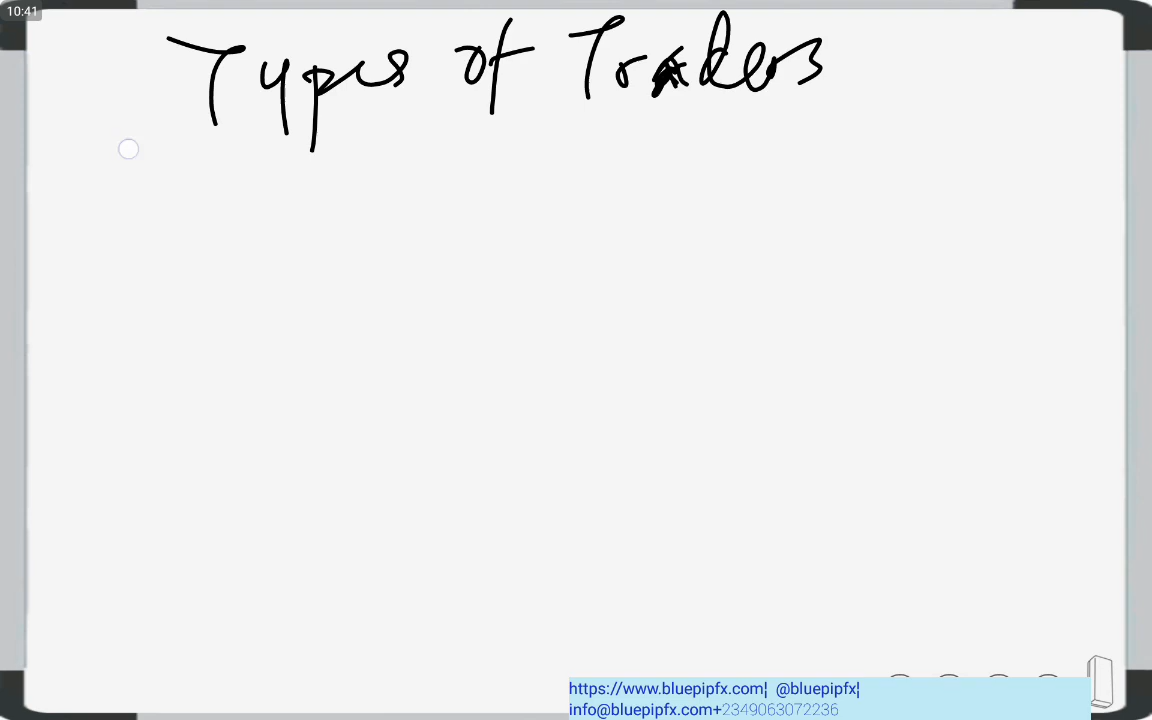 10:41
Types of Traders
https://www.bluepipfx.com¦ @bluepipfx¦
info@bluepipfx.com+2349063072236